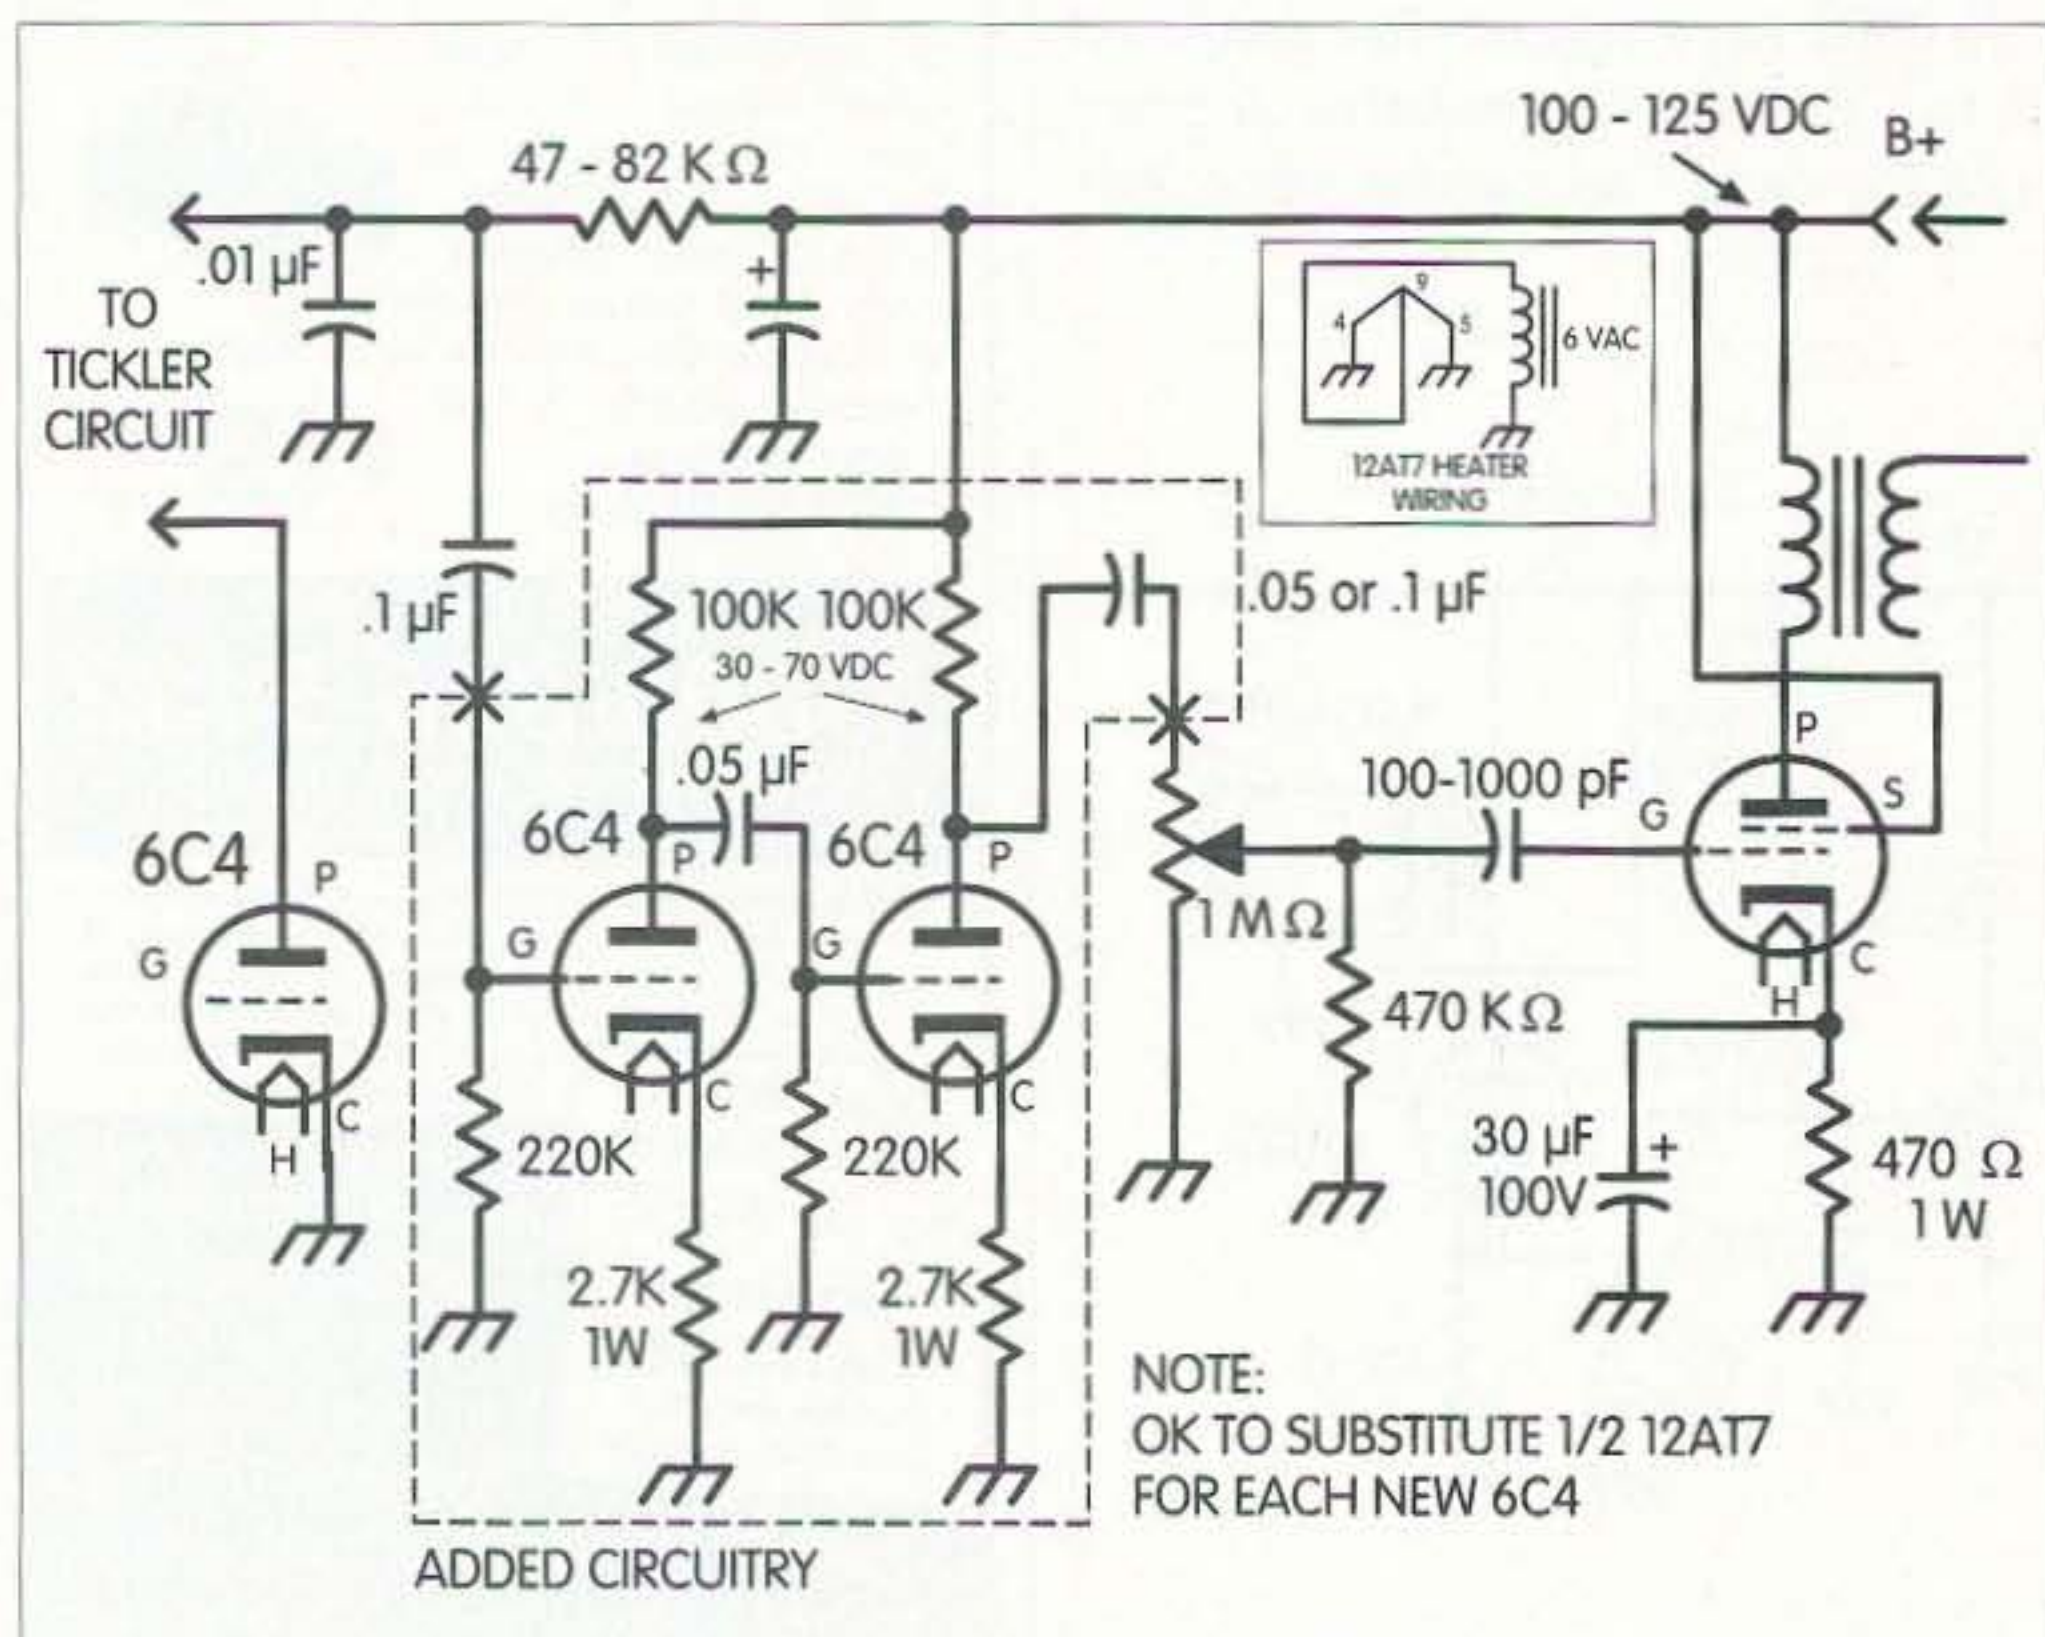 100 - 125 VDC
B+
47 - 82 K Ω
.01 µF
+
TO
TICKLER
CIRCUIT
4
9
5
6 VAC
12AT7 HEATER
WIRING
.1 µF
100K 100K
30 - 70 VDC
.05 or .1 µF
.05 µF
6C4
P
6C4
P
6C4
P
G
G
G
C
H
C
C
220K
220K
2.7K
1W
2.7K
1W
1 M Ω
100-1000 pF
G
P
S
C
H
470 K Ω
30 µF
100V
+
470 Ω
1 W
NOTE:
OK TO SUBSTITUTE 1/2 12AT7
FOR EACH NEW 6C4
ADDED CIRCUITRY